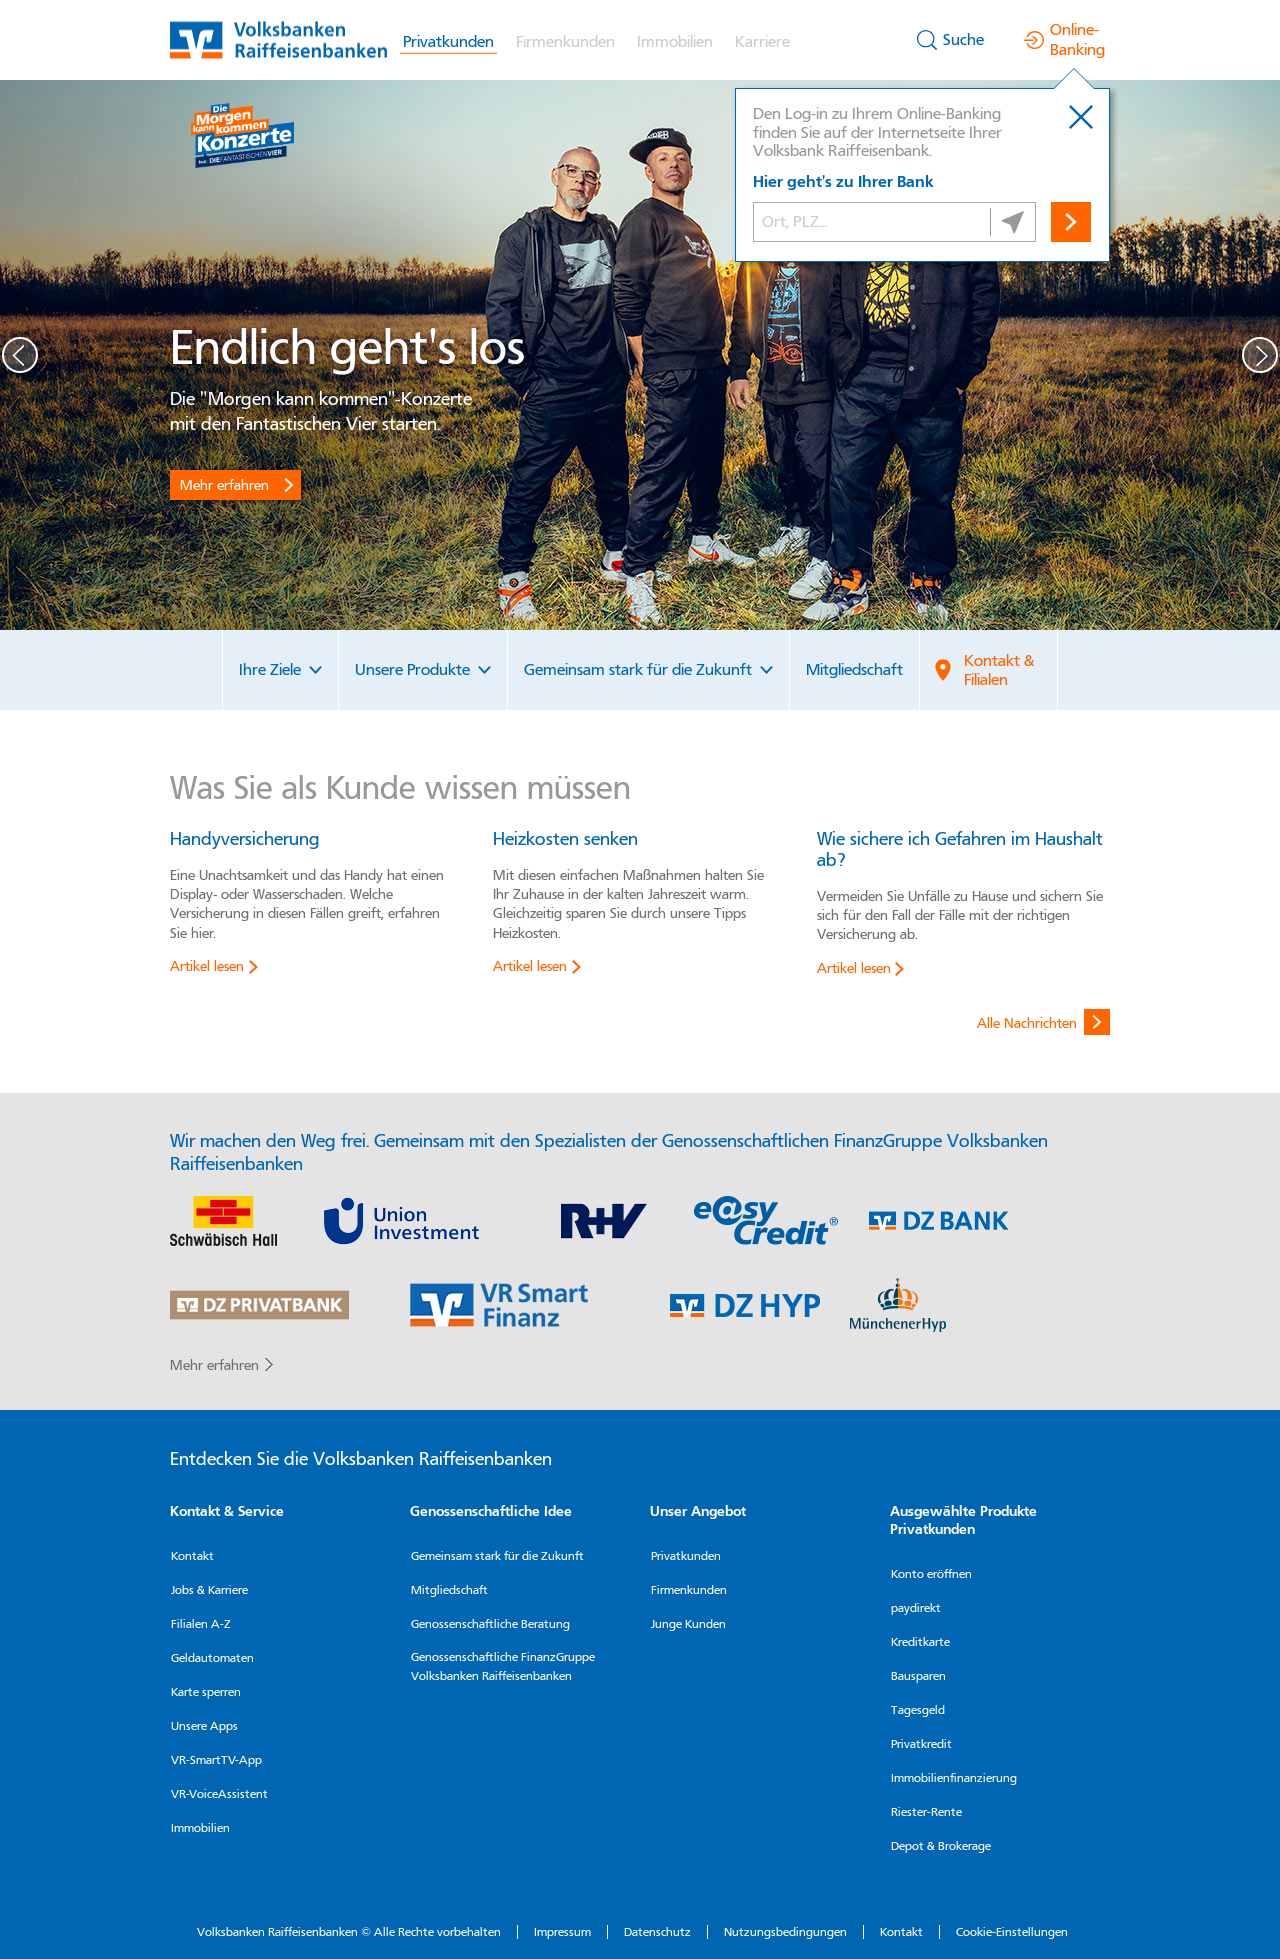 Volksbanken
Raiffeisenbanken
Privatkunden
Firmenkunden
Immobilien
Karriere
Suche
Online-
Banking
Den Log-in zu Ihrem Online-Banking
finden Sie auf der Internetseite Ihrer
Volksbank Raiffeisenbank.
Hier geht's zu Ihrer Bank
Ort, PLZ...
Die
Morgen
kann kommen
Konzerte
feat. DIEFANTASTISCHENVIER
Endlich geht's los
Die "Morgen kann kommen"-Konzerte
mit den Fantastischen Vier starten.
Mehr erfahren
Ihre Ziele
Unsere Produkte
Gemeinsam stark für die Zukunft
Mitgliedschaft
Kontakt &
Filialen
Was Sie als Kunde wissen müssen
Handyversicherung
Eine Unachtsamkeit und das Handy hat einen
Display- oder Wasserschaden. Welche
Versicherung in diesen Fällen greift, erfahren
Sie hier.
Artikel lesen
Heizkosten senken
Mit diesen einfachen Maßnahmen halten Sie
Ihr Zuhause in der kalten Jahreszeit warm.
Gleichzeitig sparen Sie durch unsere Tipps
Heizkosten.
Artikel lesen
Wie sichere ich Gefahren im Haushalt
ab?
Vermeiden Sie Unfälle zu Hause und sichern Sie
sich für den Fall der Fälle mit der richtigen
Versicherung ab.
Artikel lesen
Alle Nachrichten
Wir machen den Weg frei. Gemeinsam mit den Spezialisten der Genossenschaftlichen FinanzGruppe Volksbanken
Raiffeisenbanken
Schwäbisch Hall
Union
Investment
R+V
e@sy
Credit®
DZ BANK
DZ PRIVATBANK
VR Smart
Finanz
DZ HYP
MünchenerHyp
Mehr erfahren
Entdecken Sie die Volksbanken Raiffeisenbanken
Kontakt & Service
Kontakt
Jobs & Karriere
Filialen A-Z
Geldautomaten
Karte sperren
Unsere Apps
VR-SmartTV-App
VR-VoiceAssistent
Immobilien
Genossenschaftliche Idee
Gemeinsam stark für die Zukunft
Mitgliedschaft
Genossenschaftliche Beratung
Genossenschaftliche FinanzGruppe
Volksbanken Raiffeisenbanken
Unser Angebot
Privatkunden
Firmenkunden
Junge Kunden
Ausgewählte Produkte
Privatkunden
Konto eröffnen
paydirekt
Kreditkarte
Bausparen
Tagesgeld
Privatkredit
Immobilienfinanzierung
Riester-Rente
Depot & Brokerage
Volksbanken Raiffeisenbanken © Alle Rechte vorbehalten
Impressum
Datenschutz
Nutzungsbedingungen
Kontakt
Cookie-Einstellungen